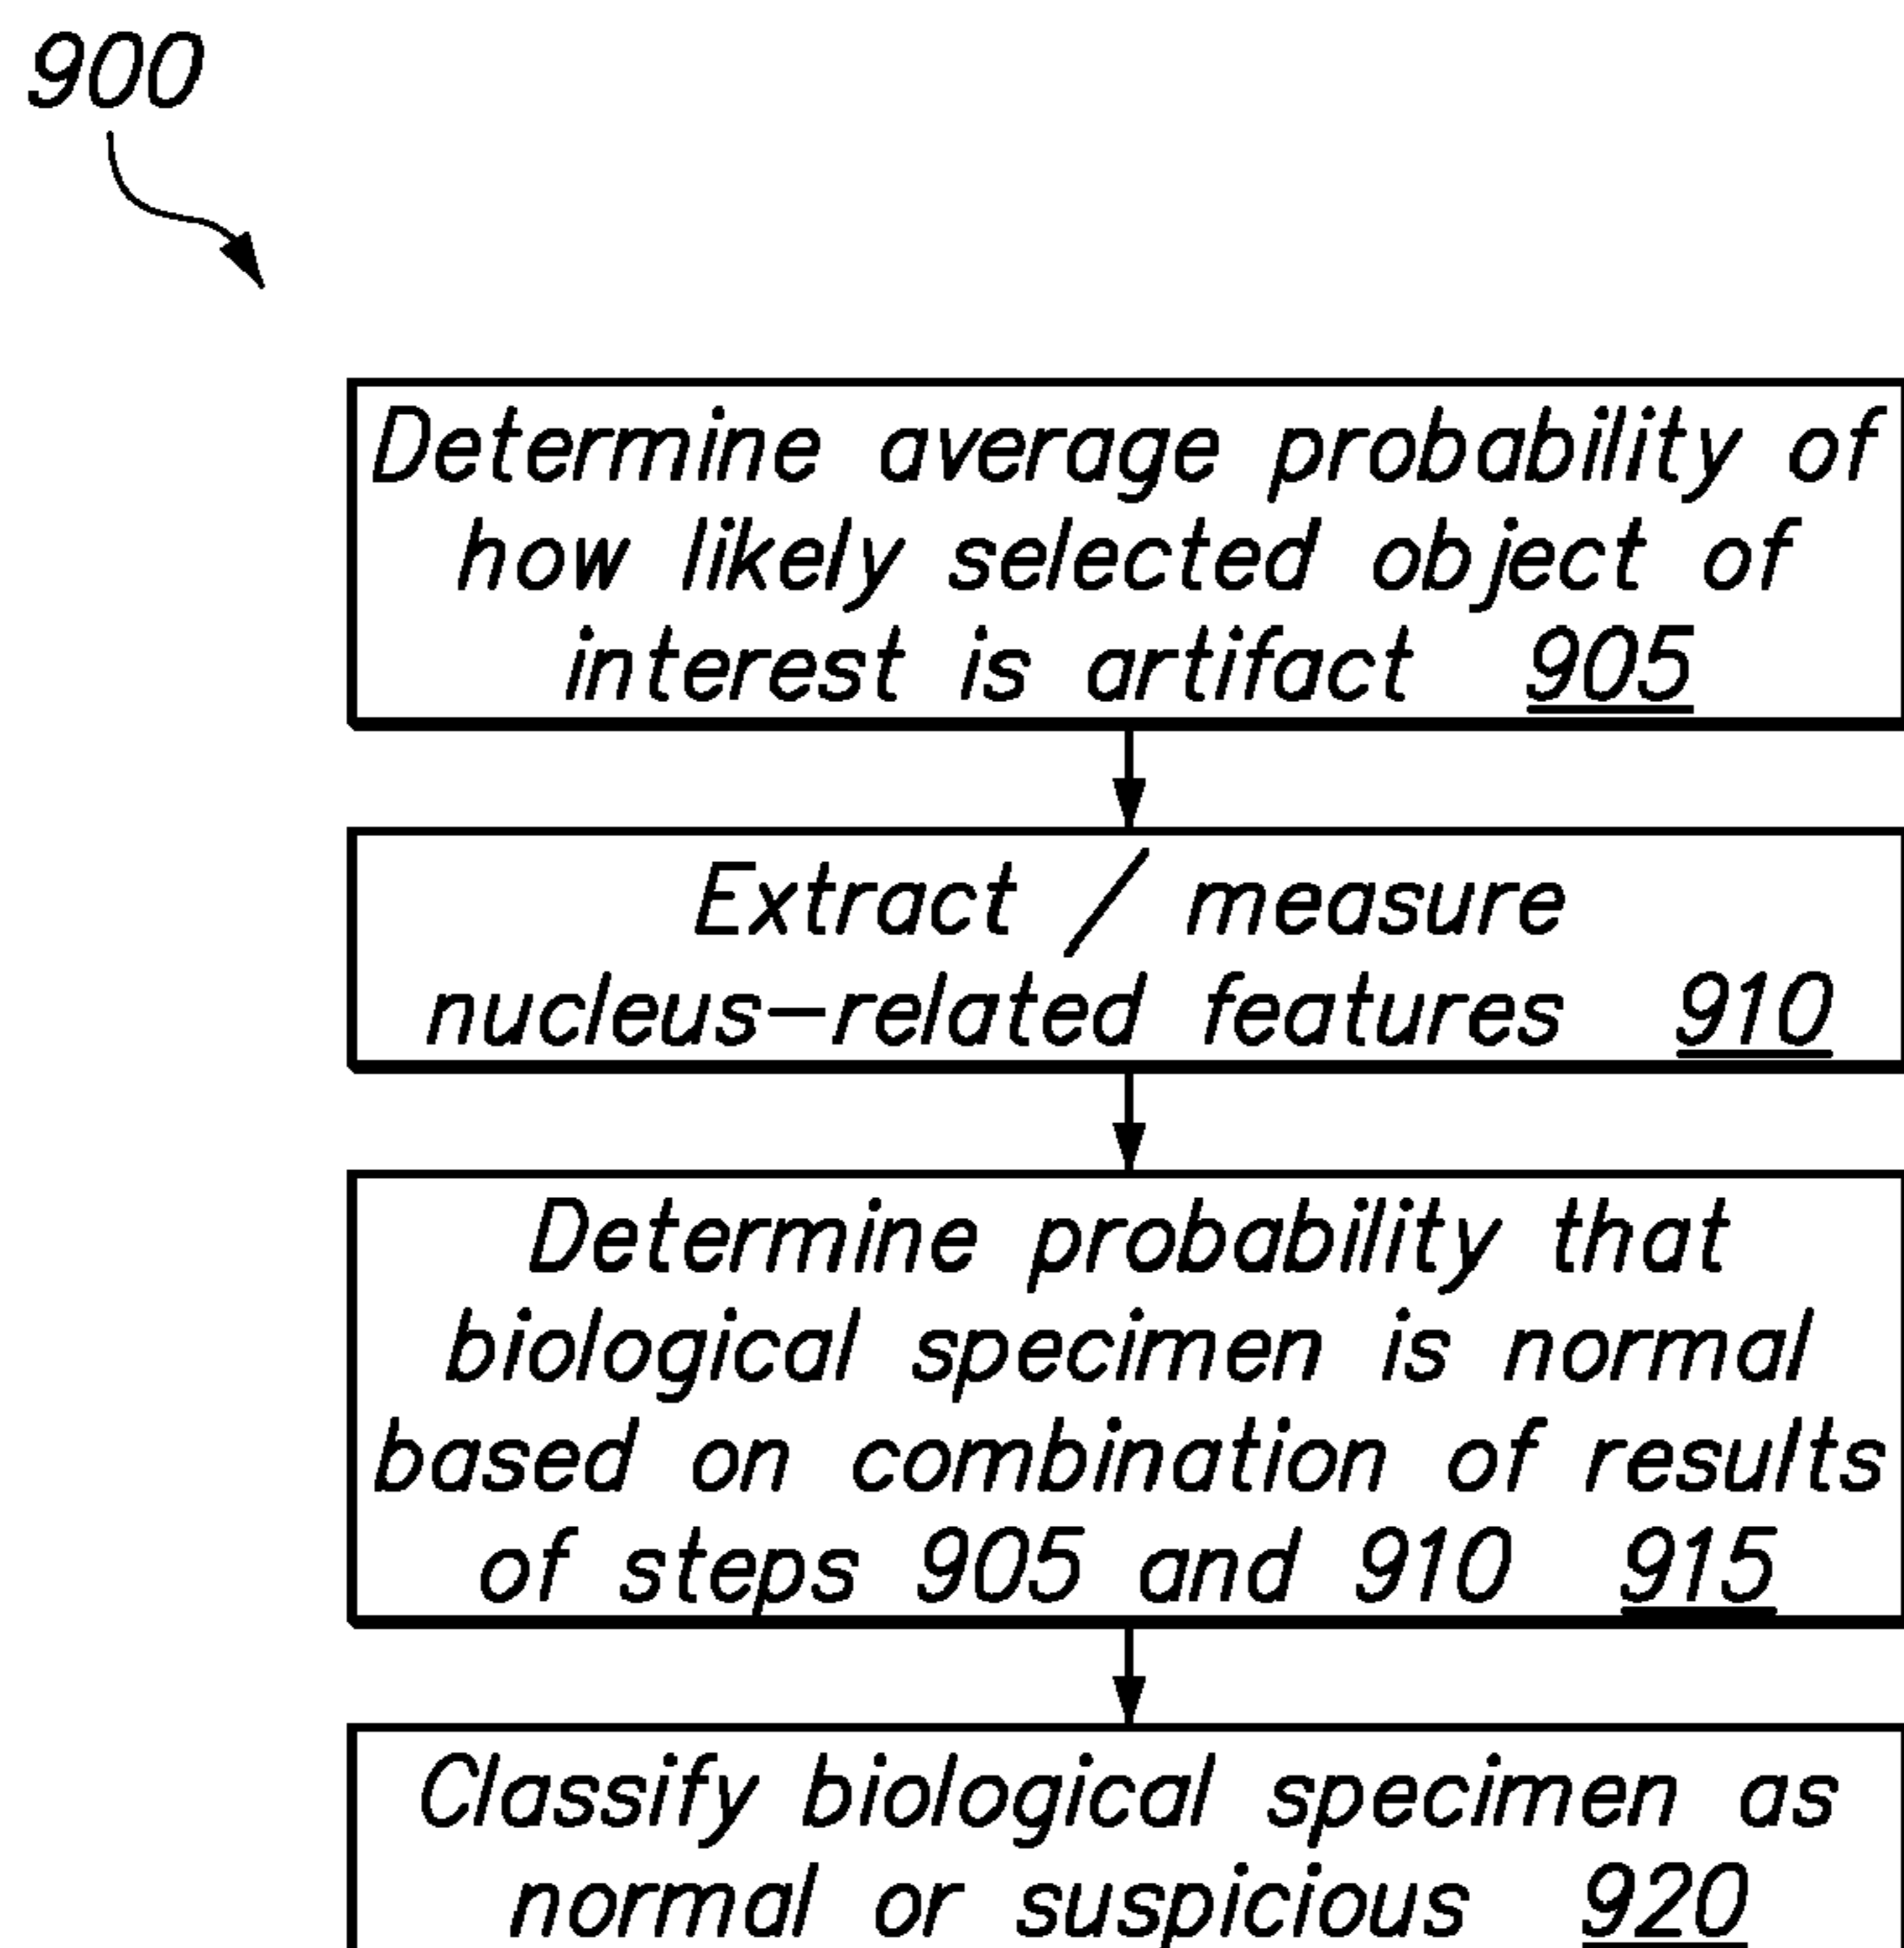 900
Determine average probability of
how likely selected object of
interest is artifact 905
Extract / measure
nucleus-related features 910
Determine probability that
biological specimen is normal
based on combination of results
of steps 905 and 910 915
Classify biological specimen as
normal or suspicious 920